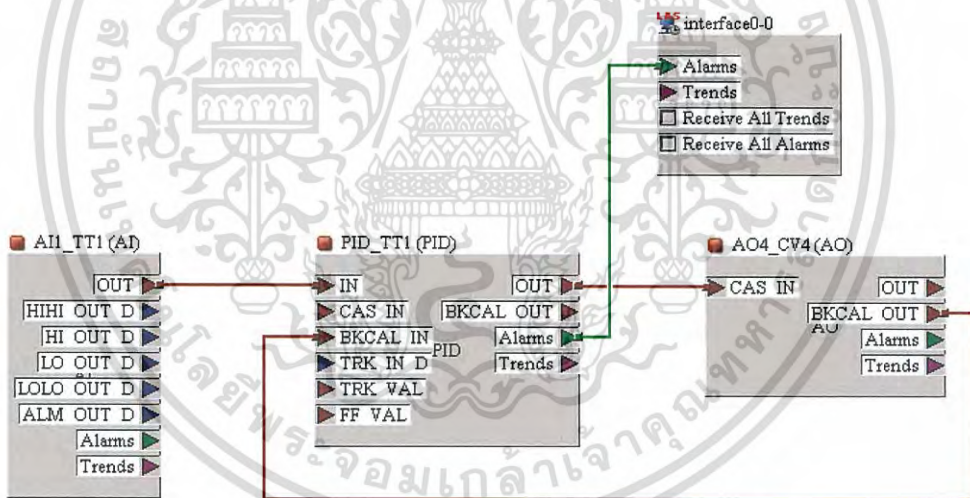 LAS
interface0-0
Alarms
Trends
Receive All Trends
Receive All Alarms
AI1_TT1 (AI)
OUT
HIHI OUT D
HI OUT D
LO OUT D
LOLO OUT D
ALM OUT D
Alarms
Trends
PID_TT1 (PID)
IN
CAS IN
BKCAL IN
TRK IN D
TRK VAL
FF VAL
PID
OUT
BKCAL OUT
Alarms
Trends
AO4_CV4 (AO)
CAS IN
OUT
BKCAL OUT
AO
Alarms
Trends